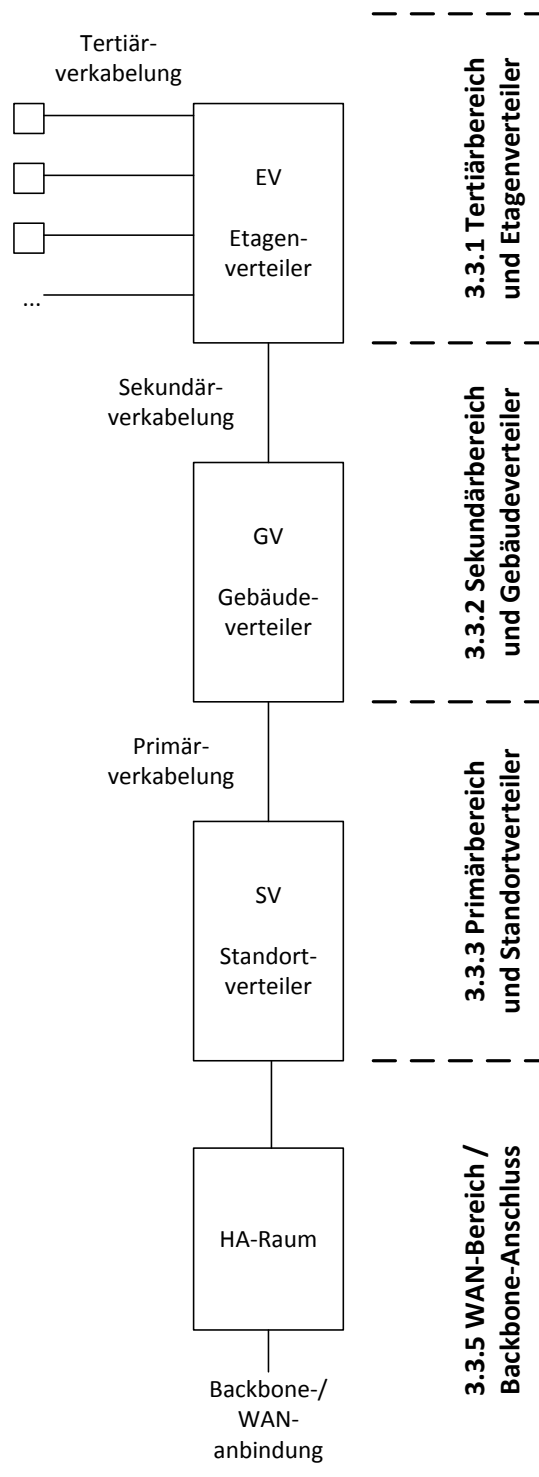 Tertiär-
verkabelung
EV
Etagen-
verteiler
...
3.3.1 Tertiärbereich
und Etagenverteiler
Sekundär-
verkabelung
GV
Gebäude-
verteiler
3.3.2 Sekundärbereich
und Gebäudeverteiler
Primär-
verkabelung
SV
Standort-
verteiler
3.3.3 Primärbereich
und Standortverteiler
HA-Raum
3.3.5 WAN-Bereich /
Backbone-Anschluss
Backbone-/
WAN-
anbindung